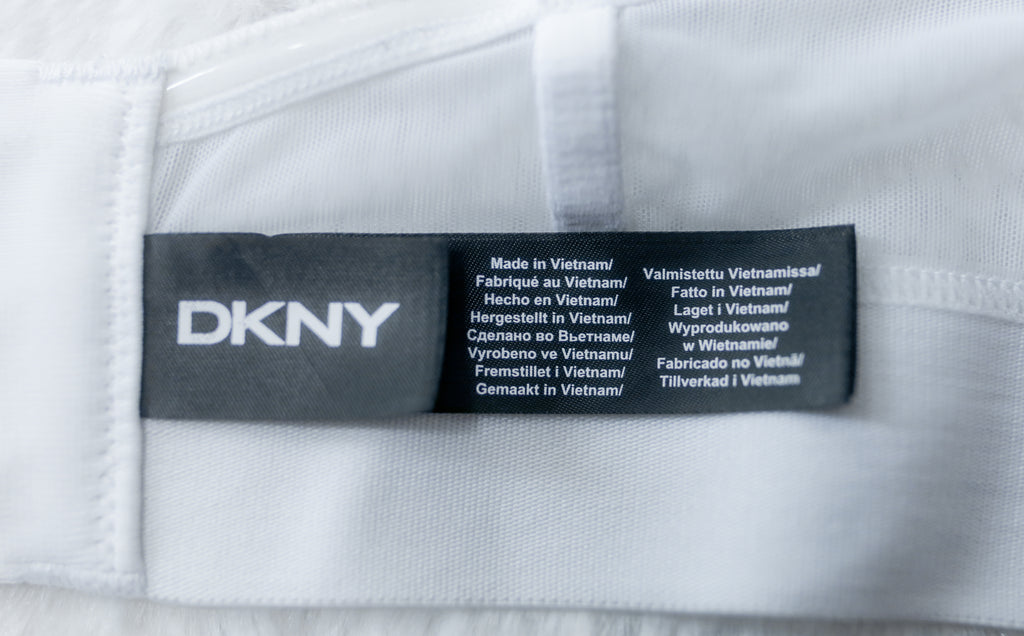 DKNY
Made in Vietnam/
Fabriqué au Vietnam/
Hecho en Vietnam/
Hergestellt in Vietnam/
Сделано во Вьетнаме/
Vyrobeno ve Vietnamu/
Fremstillet i Vietnam/
Gemaakt in Vietnam/
Valmistettu Vietnamissa/
Fatto in Vietnam/
Laget i Vietnam/
Wyprodukowano
w Wietnamie/
Fabricado no Vietnã/
Tillverkad i Vietnam